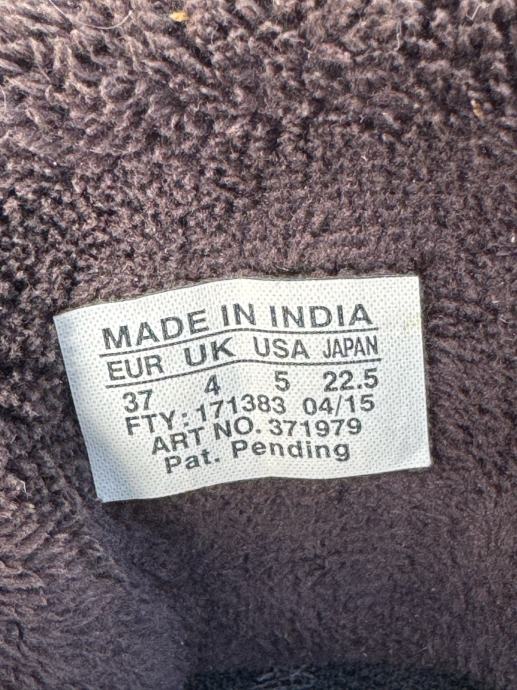 MADE IN INDIA
EUR UK USA JAPAN
37 4 5 22.5
FTY: 171383 04/15
ART NO. 371979
Pat. Pending